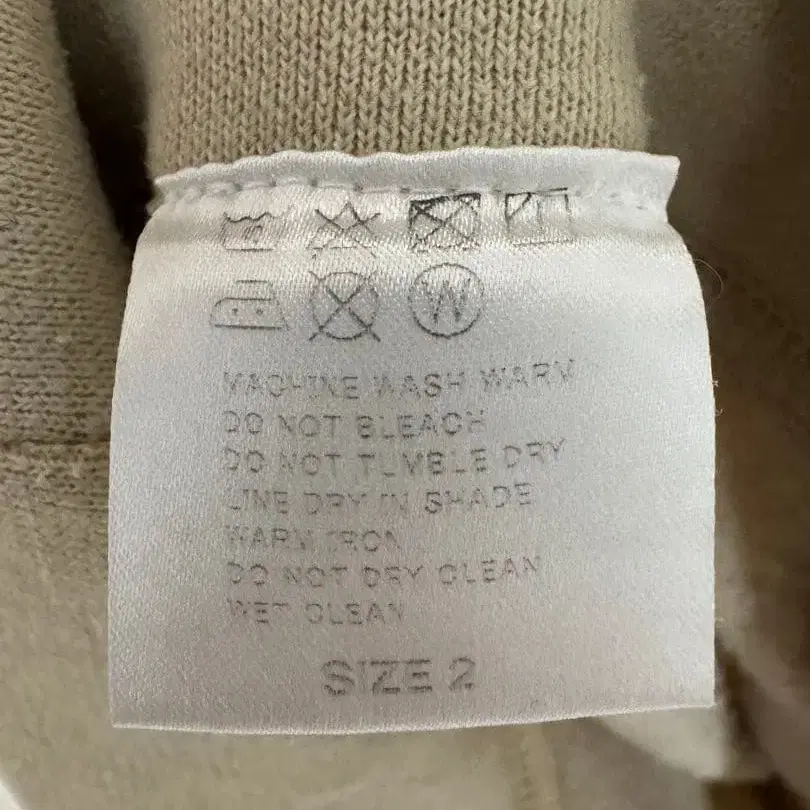 W
MACHINE WASH WARM
DO NOT BLEACH
DO NOT TUMBLE DRY
LINE DRY IN SHADE
WARM IRON
DO NOT DRY CLEAN
WET CLEAN
SIZE 2